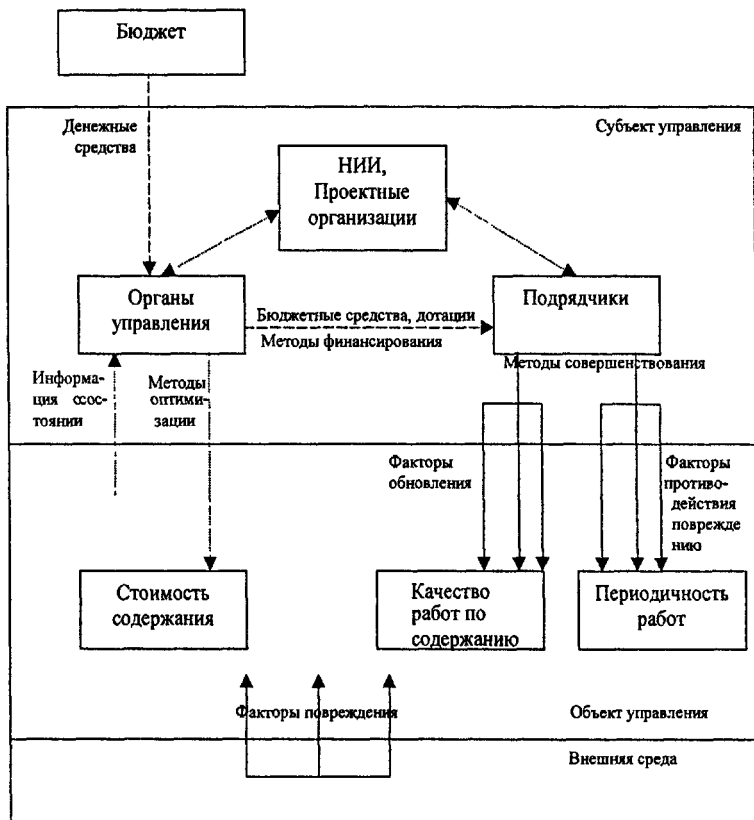 Бюджет
Денежные
средства
Субъект управления
НИИ,
Проектные
организации
Органы
управления
Бюджетные средства, дотации
Методы финансирования
Подрядчики
Методы совершенствования
Информа-
ция ссос-
тоянии
Методы
оптими-
зации
Факторы
обновления
Факторы
противо-
действия
поврежде
нию
Стоимость
содержания
Качество
работ по
содержанию
Периодичность
работ
Факторы повреждения
Объект управления
Внешняя среда